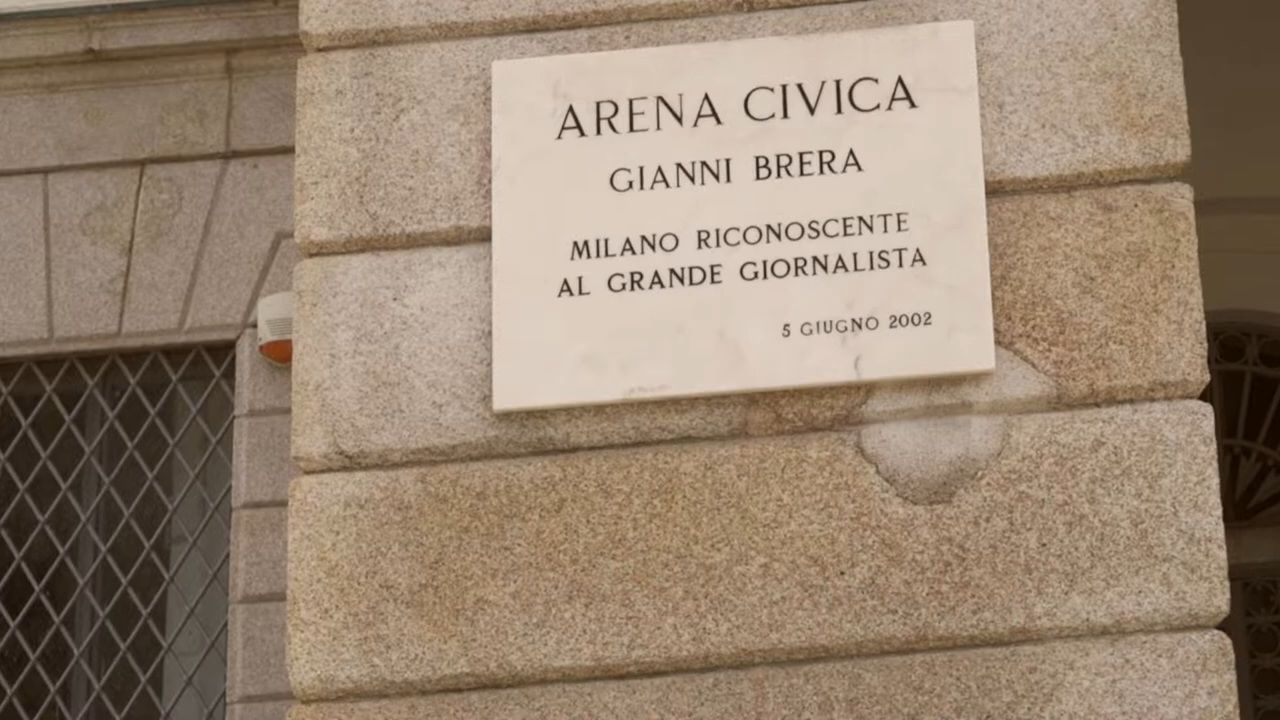 ARENA CIVICA
GIANNI BRERA
MILANO RICONOSCENTE
AL GRANDE GIORNALISTA
5 GIUGNO 2002